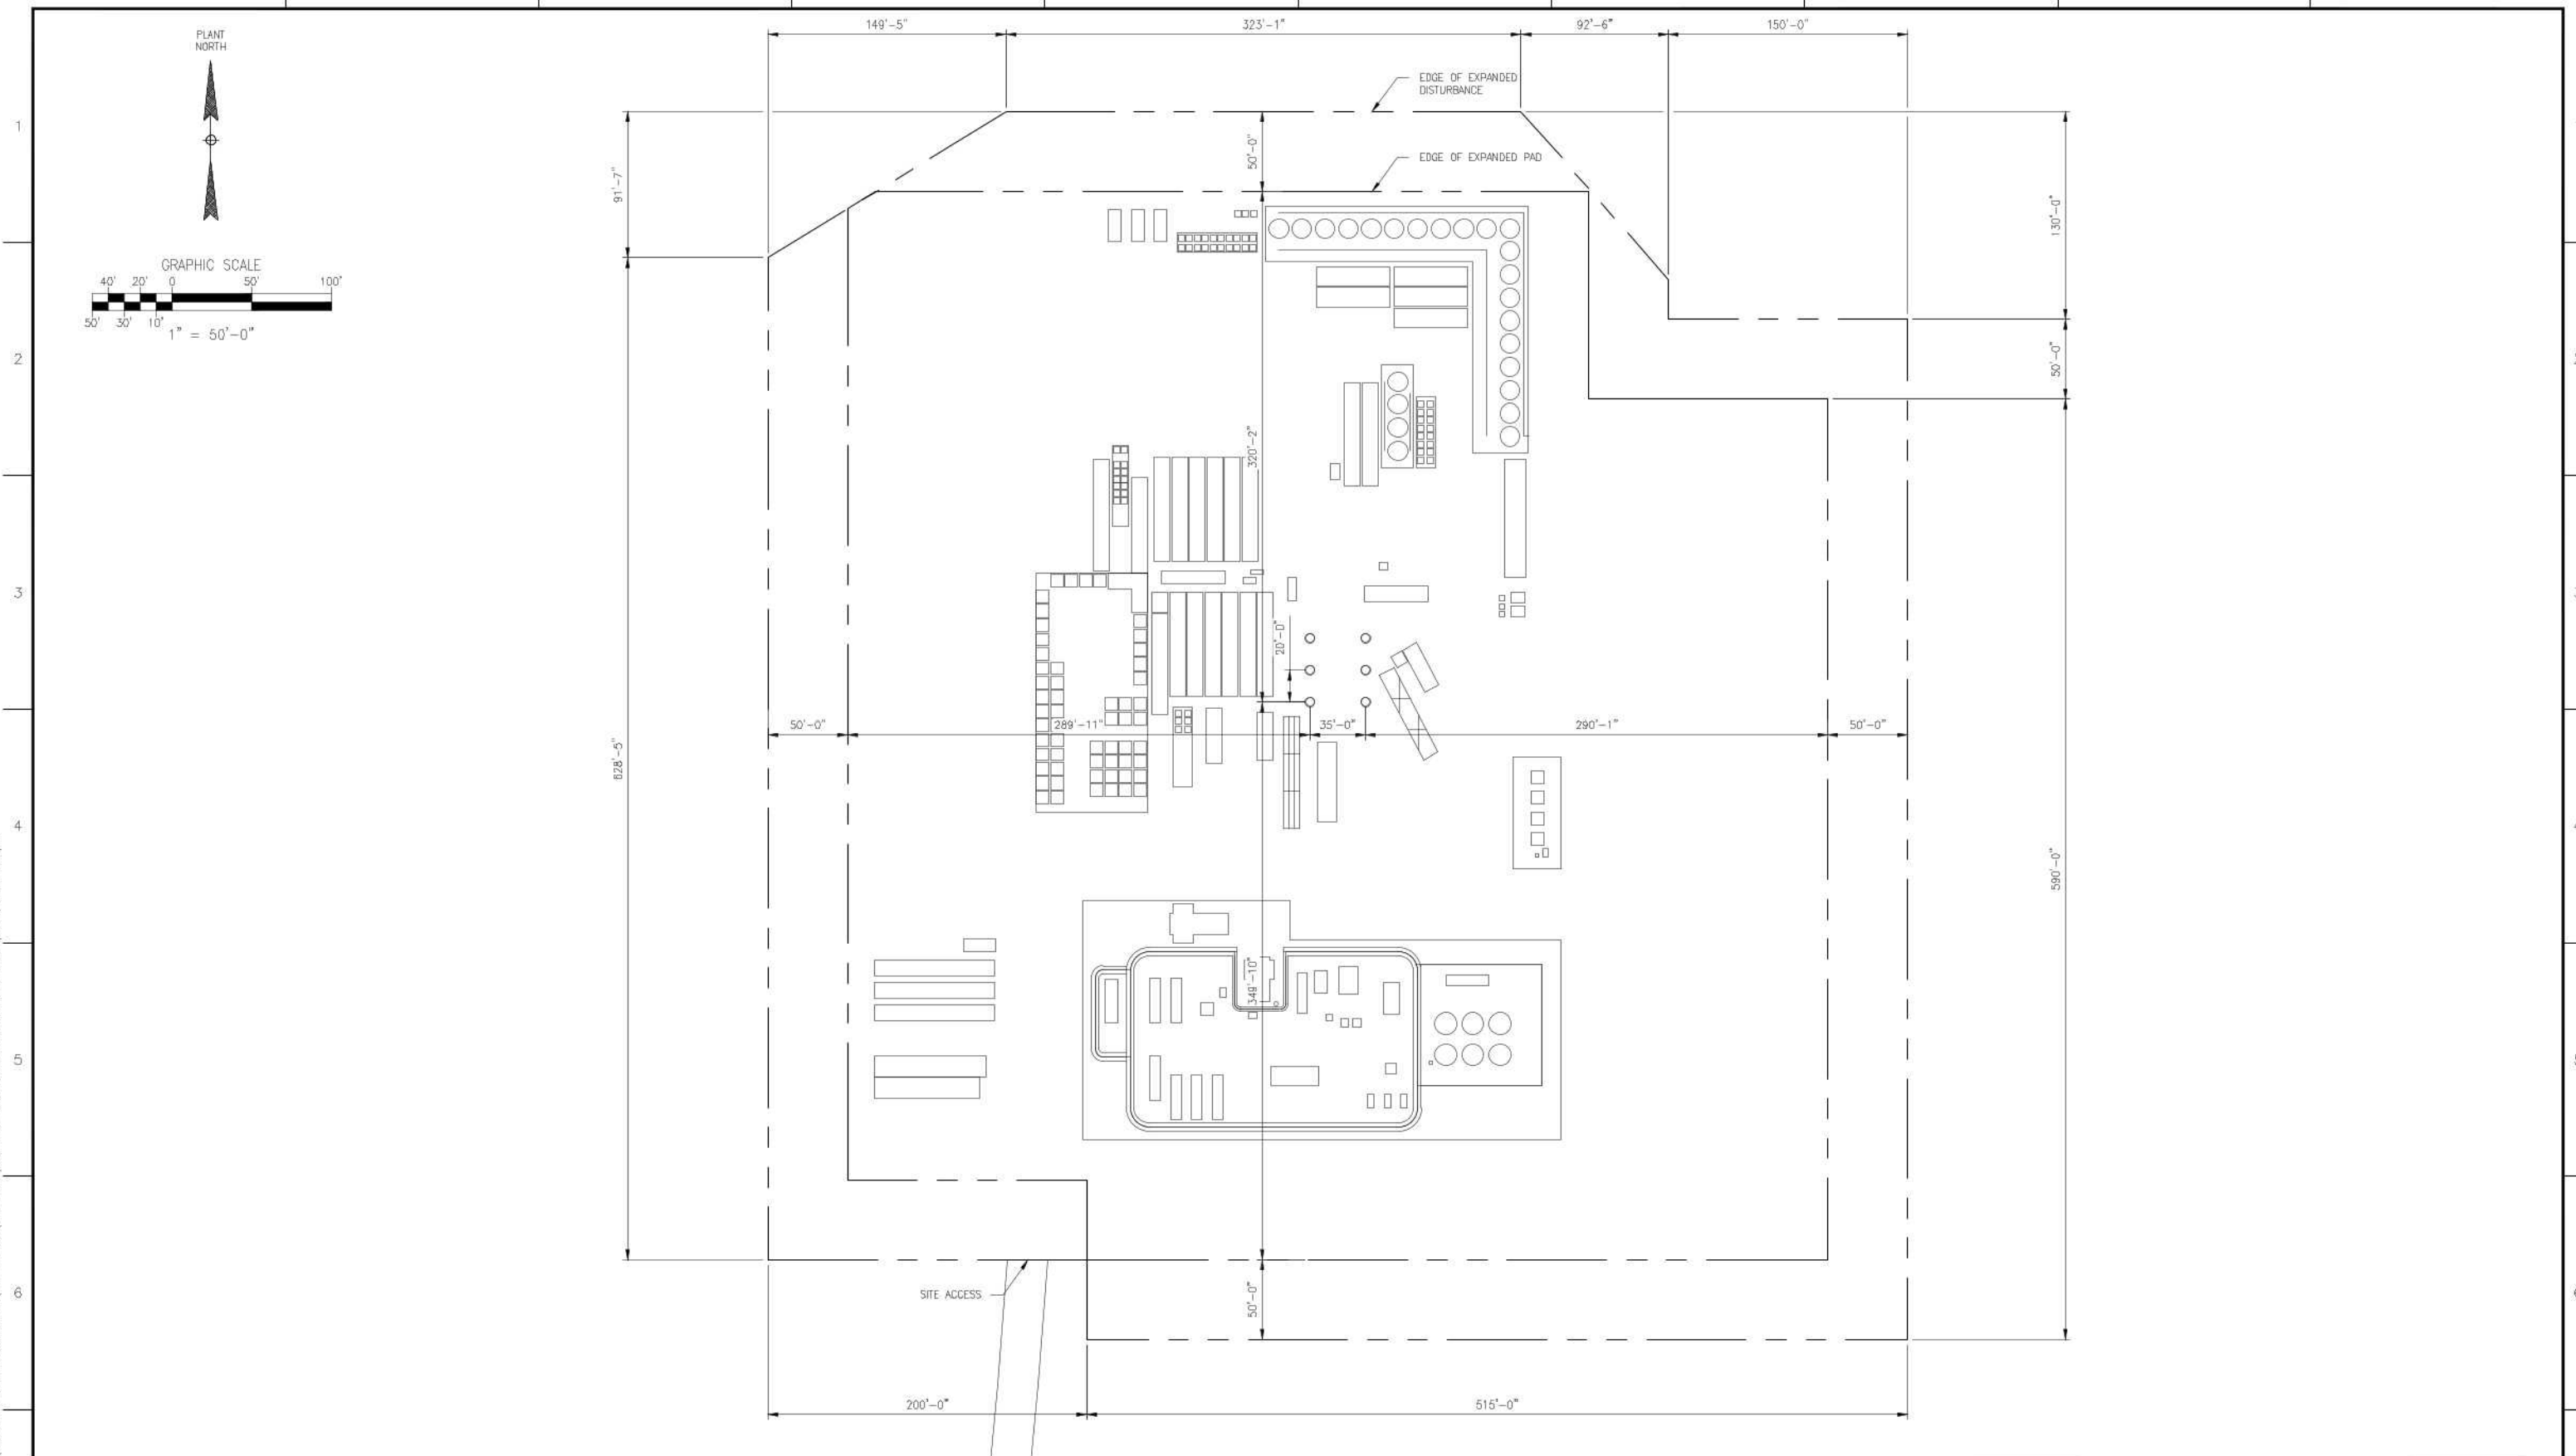 149'-5"
323'-1"
92'-6"
150'-0"
PLANT
NORTH
EDGE OF EXPANDED
DISTURBANCE
EDGE OF EXPANDED PAD
50'-0"
91'-7"
130'-0"
1
GRAPHIC SCALE
40' 20' 0 50' 100'
50' 30' 10'
1" = 50'-0"
2
50'-0"
320'-2"
3
20'-0"
50'-0"
289'-11"
35'-0"
290'-1"
50'-0"
628'-5"
4
590'-0"
349'-10"
5
6
SITE ACCESS
50'-0"
200'-0"
515'-0"